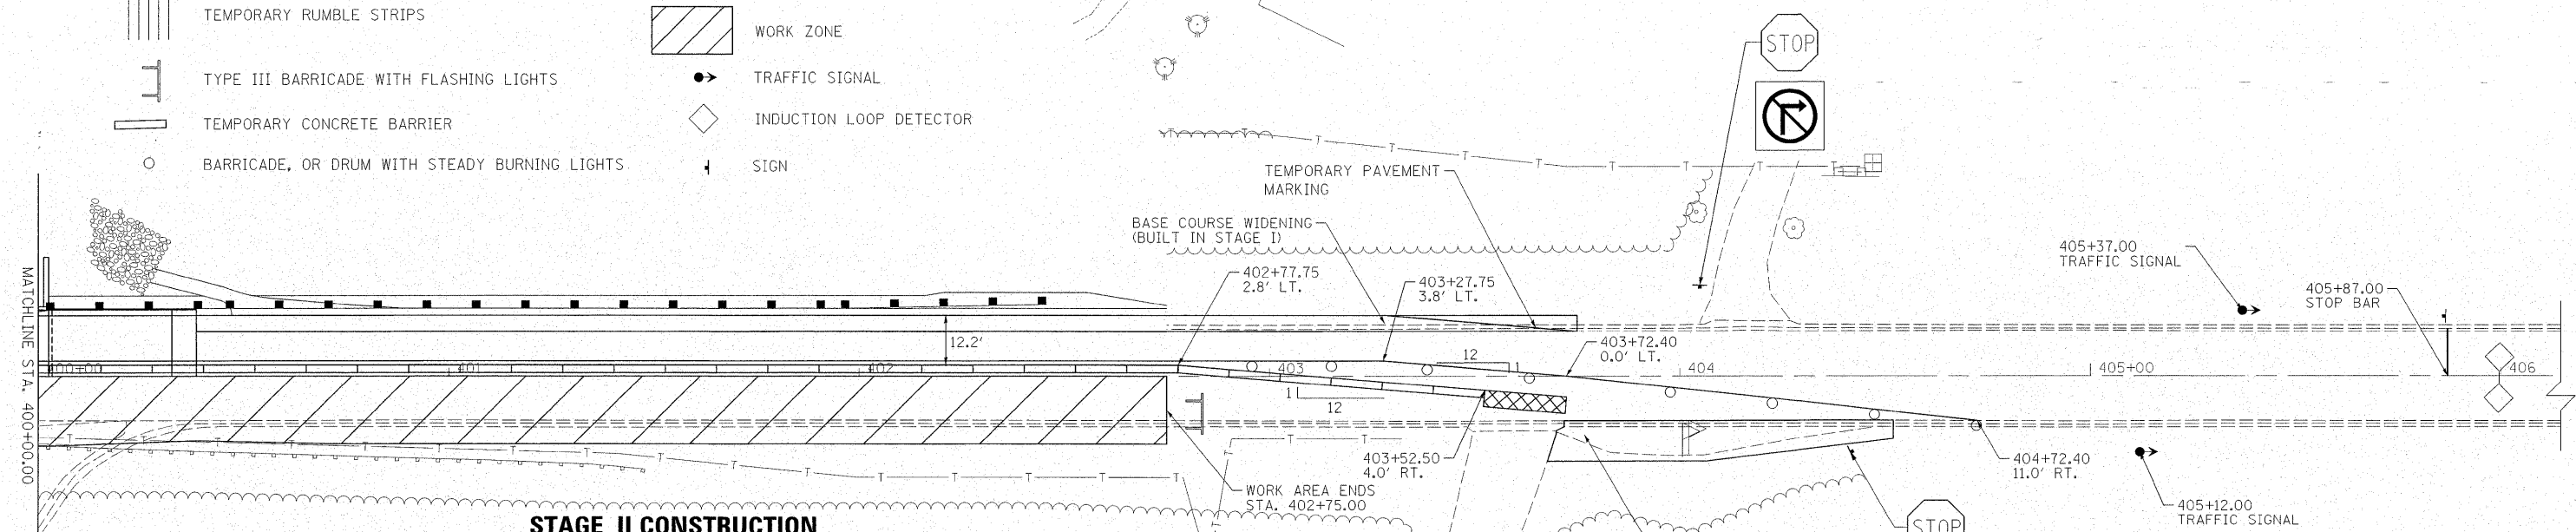 TEMPORARY RUMBLE STRIPS
WORK ZONE
TYPE III BARRICADE WITH FLASHING LIGHTS
TRAFFIC SIGNAL
TEMPORARY CONCRETE BARRIER
INDUCTION LOOP DETECTOR
BARRICADE, OR DRUM WITH STEADY BURNING LIGHTS
SIGN
STOP
TEMPORARY PAVEMENT
MARKING
BASE COURSE WIDENING
(BUILT IN STAGE I)
402+77.75
2.8' LT.
403+27.75
3.8' LT.
405+37.00
TRAFFIC SIGNAL
405+87.00
STOP BAR
MATCHLINE STA. 400+00.00
12.2'
403+72.40
0.0' LT.
12
1
400+00
401
402
403
404
405+00
406
1
12
403+52.50
4.0' RT.
404+72.40
11.0' RT.
WORK AREA ENDS
STA. 402+75.00
405+12.00
TRAFFIC SIGNAL
STOP
STAGE II CONSTRUCTION
T T T T T T T T
T T T T T T T T T T T T T T T T
T T